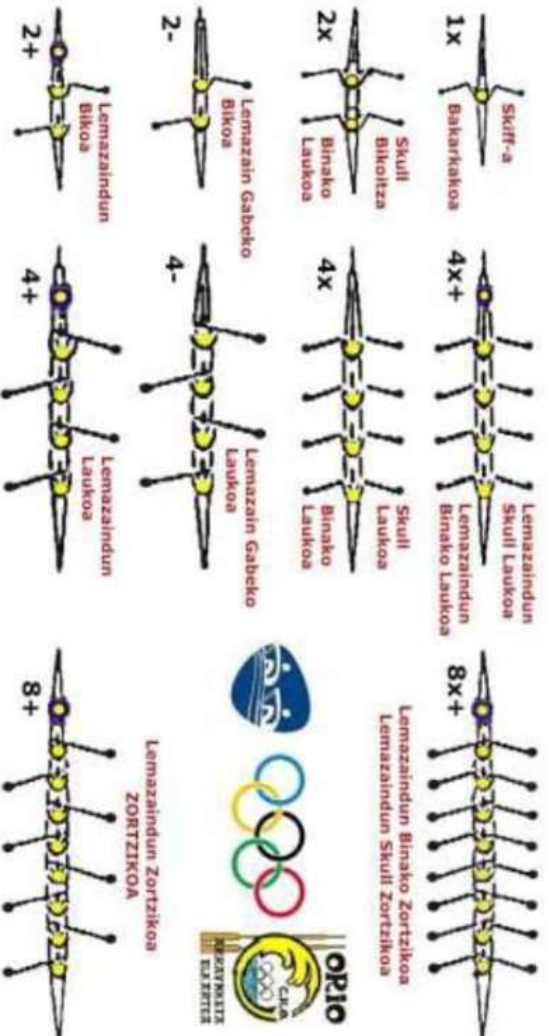 1x
Skiff-a
Bakarkakoa
4x+
Lemazaindun
Skull Laukoa
Lemazaindun
Binako Laukoa
8x+
Lemazaindun Binako Zortzikoa
Lemazaindun Skull Zortzikoa
2x
Skull
Bikoitza
Binako
Laukoa
4x
Skull
Laukoa
Binako
Laukoa
ORIO
C.R.O.
2-
Lemazain Gabeko
Bikoa
4-
Lemazain Gabeko
Laukoa
2+
Lemazaindun
Bikoa
4+
Lemazaindun
Laukoa
8+
Lemazaindun Zortzikoa
ZORTZIKOA